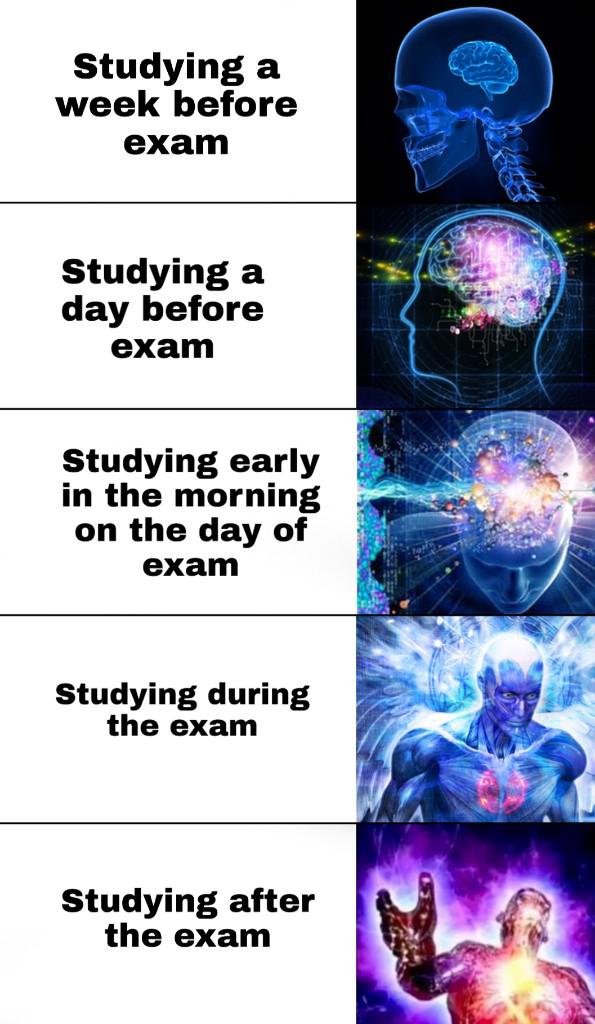 Studying a
week before
exam
Studying a
day before
exam
Studying early
in the morning
on the day of
exam
Studying during
the exam
Studying after
the exam